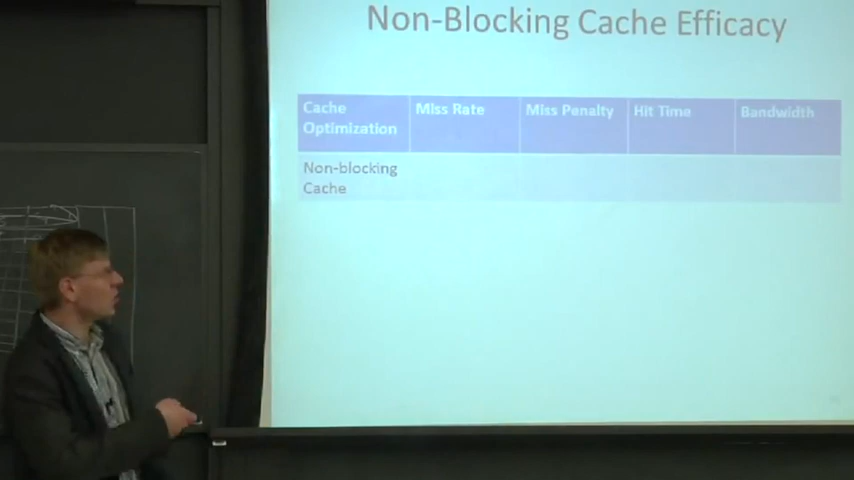 Non-Blocking Cache Efficacy
Cache Optimization Miss Rate Miss Penalty Hit Time Bandwidth
Non-blocking Cache